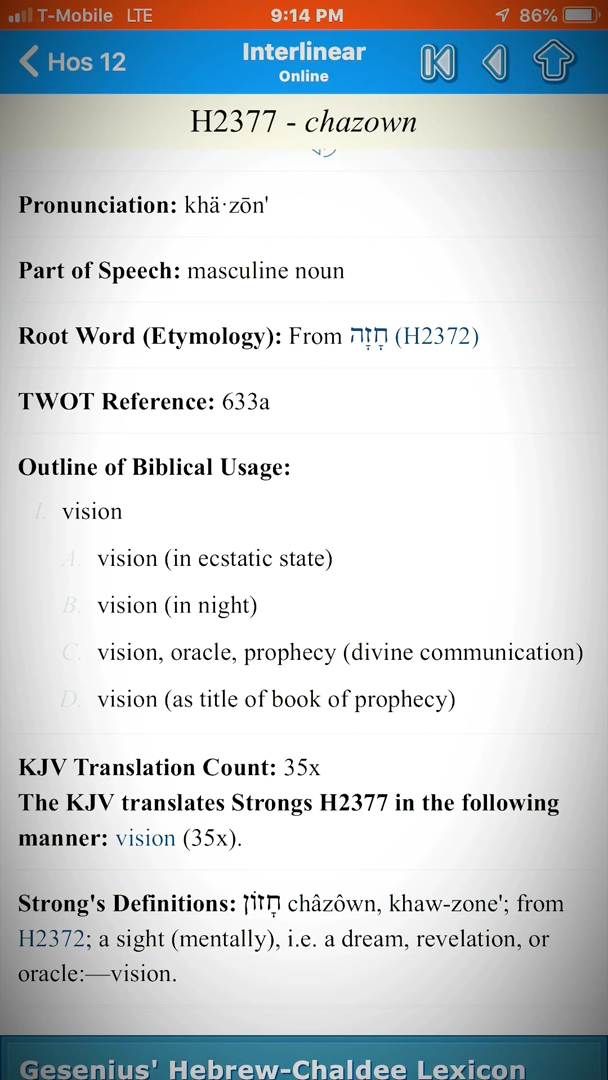 T-Mobile LTE 9:14 PM 86%
Hos 12 Interlinear
Online
H2377 - chazown
Pronunciation: khä·zōn'
Part of Speech: masculine noun
Root Word (Etymology): From חָזָה (H2372)
TWOT Reference: 633a
Outline of Biblical Usage:
I. vision
A. vision (in ecstatic state)
B. vision (in night)
C. vision, oracle, prophecy (divine communication)
D. vision (as title of book of prophecy)
KJV Translation Count: 35x
The KJV translates Strongs H2377 in the following
manner: vision (35x).
Strong's Definitions: חָזוֹן châzôwn, khaw-zone'; from
H2372; a sight (mentally), i.e. a dream, revelation, or
oracle:—vision.
Gesenius' Hebrew-Chaldee Lexicon